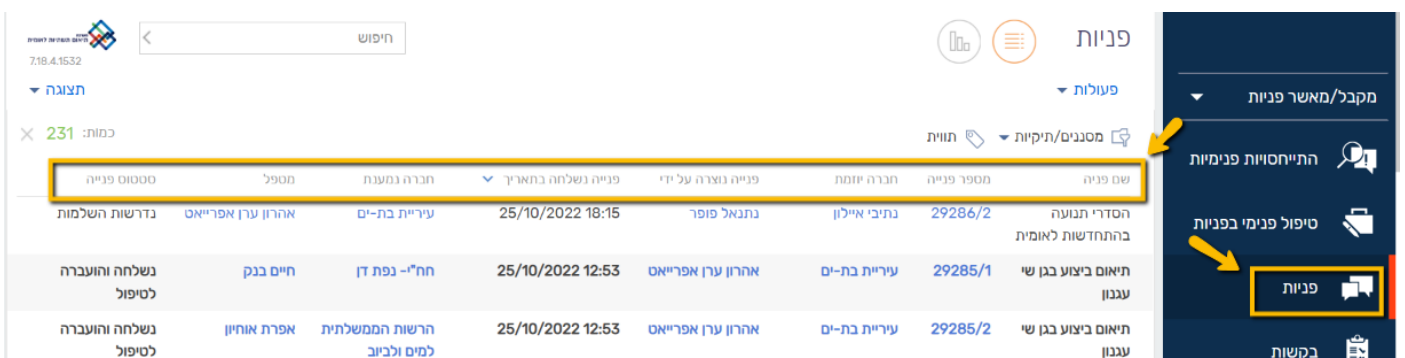 פניות
חיפוש
תיאום תשתיות לאומיות
7.18.4.1532
פעולות
תצוגה
מסננים/תיקיות
תווית
כמות: 231
שם פניה מספר פנייה חברה יוזמת פנייה נוצרה על ידי פנייה נשלחה בתאריך חברה נמענת מטפל סטטוס פנייה
הסדרי תנועה 29286/2 נתיבי איילון נתנאל פופר 25/10/2022 18:15 עיריית בת-ים אהרון ערן אפרייאט נדרשות השלמות
בהתחדשות לאומית
תיאום ביצוע בגן שי 29285/1 עיריית בת-ים אהרון ערן אפרייאט 25/10/2022 12:53 חח"י- נפת דן חיים בנק נשלחה והועברה
עגנון לטיפול
תיאום ביצוע בגן שי 29285/2 עיריית בת-ים אהרון ערן אפרייאט 25/10/2022 12:53 הרשות הממשלתית אפרת אוחיון נשלחה והועברה
עגנון למים ולביוב לטיפול
מקבל/מאשר פניות
התייחסויות פנימיות
טיפול פנימי בפניות
פניות
בקשות